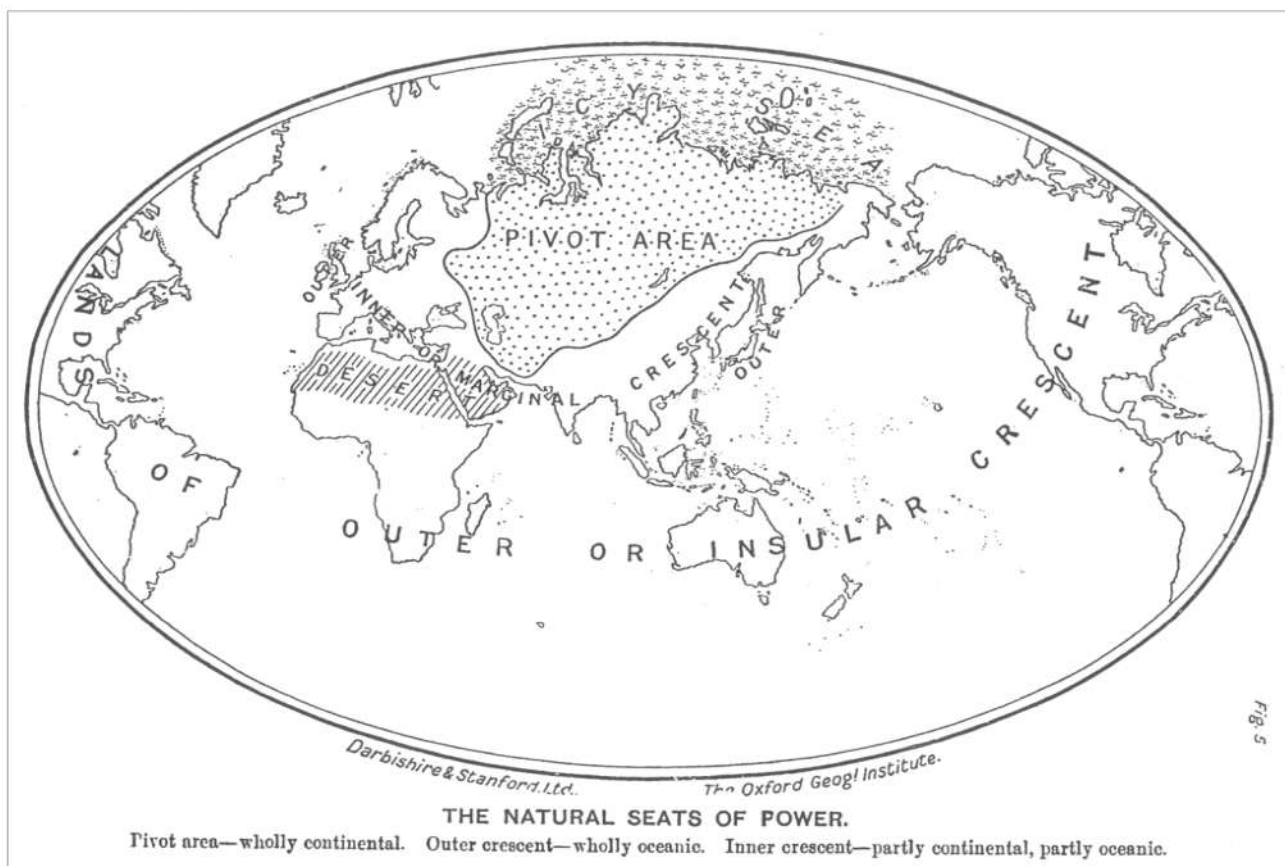 ICY SEA
PIVOT AREA
LANDS
OF
OUTER
INNER OR MARGINAL CRESCENT
OUTER
DESERT
OUTER OR INSULAR CRESCENT
Fig. 5
Darbishire & Stanford, Ltd.
The Oxford Geog! Institute.
THE NATURAL SEATS OF POWER.
Pivot area—wholly continental. Outer crescent—wholly oceanic. Inner crescent—partly continental, partly oceanic.